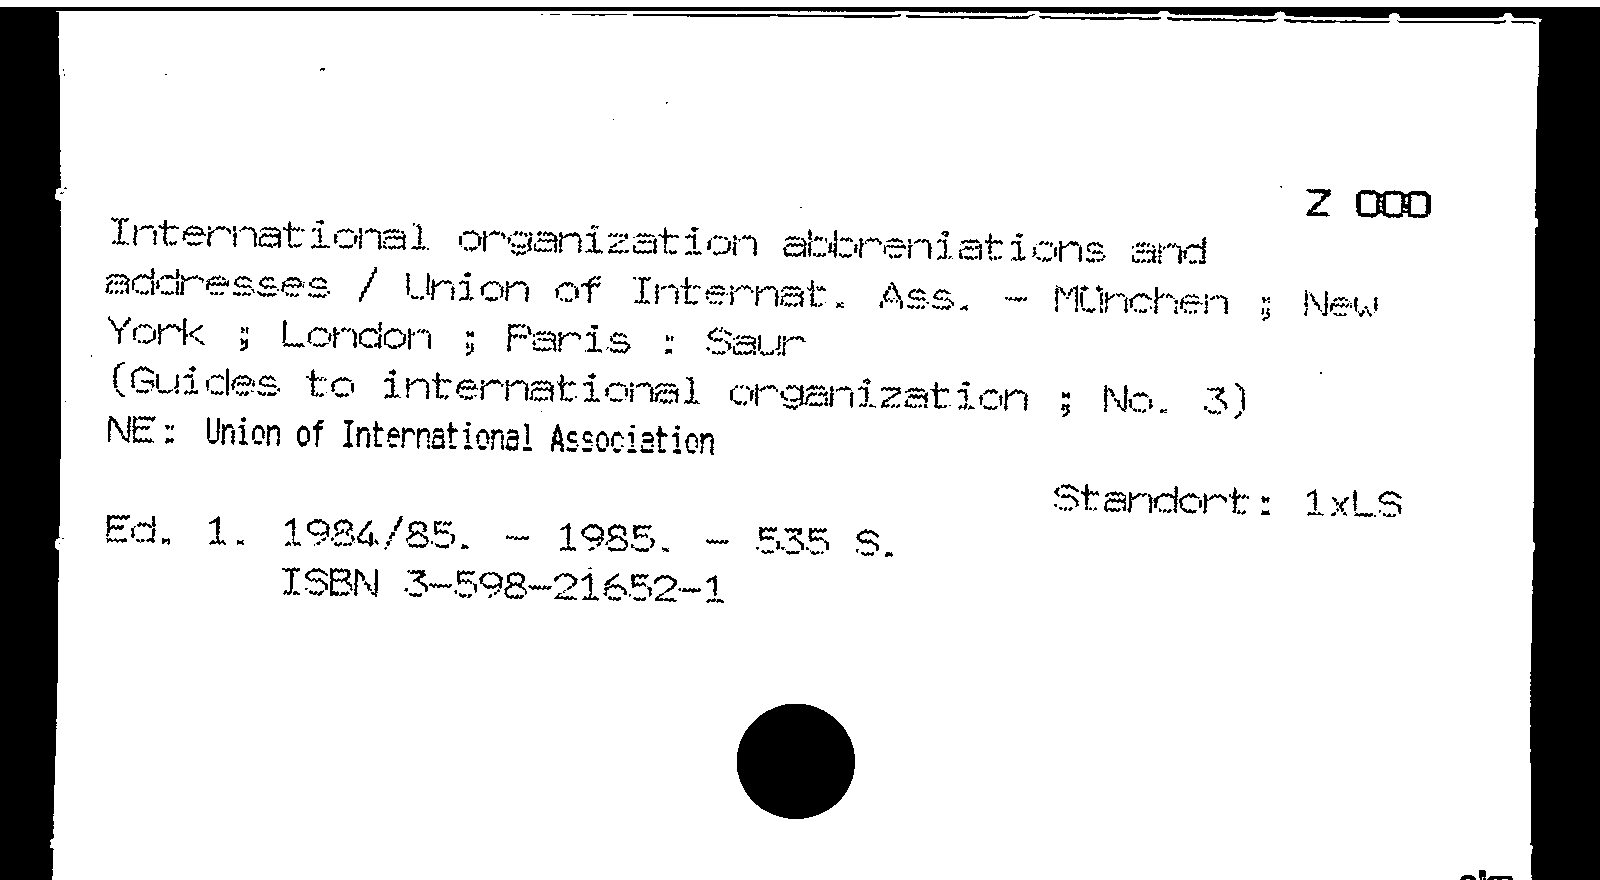 Z 000
International organization abbreniations and
addresses / Union of Internat. Ass. - München ; New
York ; London ; Paris : Saur
(Guides to international organization ; No. 3)
NE: Union of International Association
Standort: 1xLS
Ed. 1. 1984/85. - 1985. - 535 S.
ISBN 3-598-21652-1